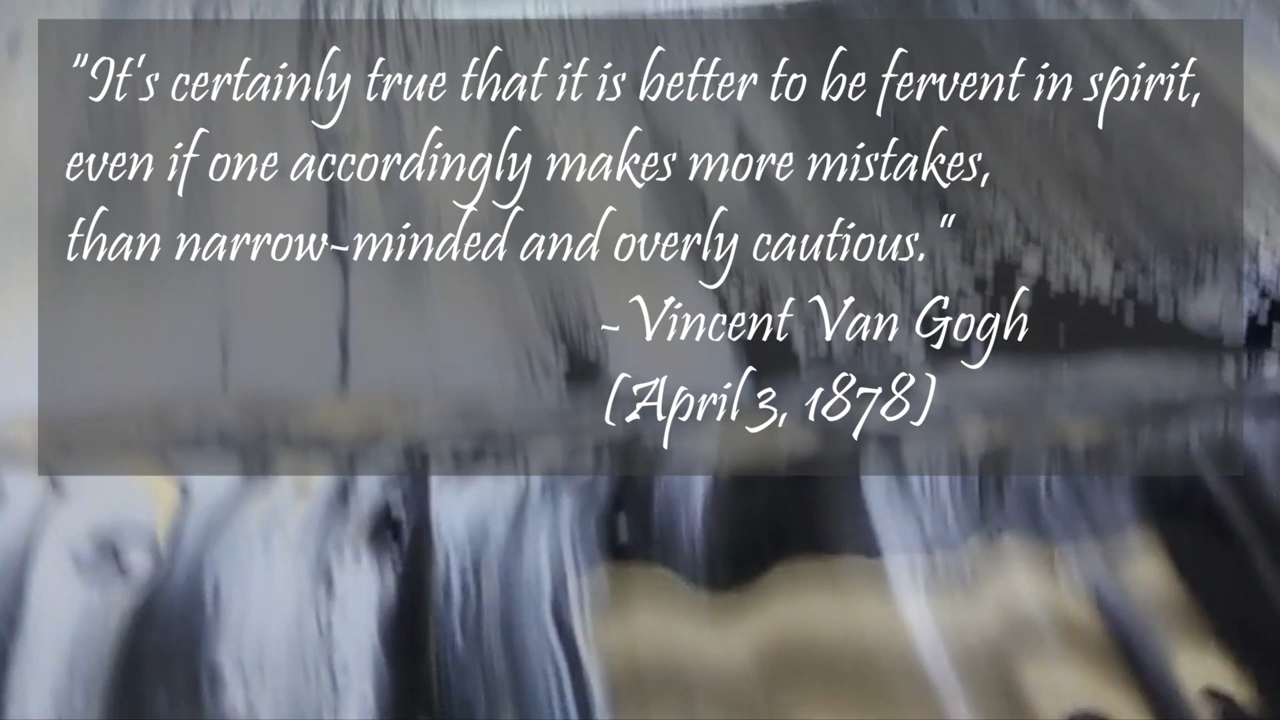 "It's certainly true that it is better to be fervent in spirit,
even if one accordingly makes more mistakes,
than narrow-minded and overly cautious."
- Vincent Van Gogh
(April 3, 1878)